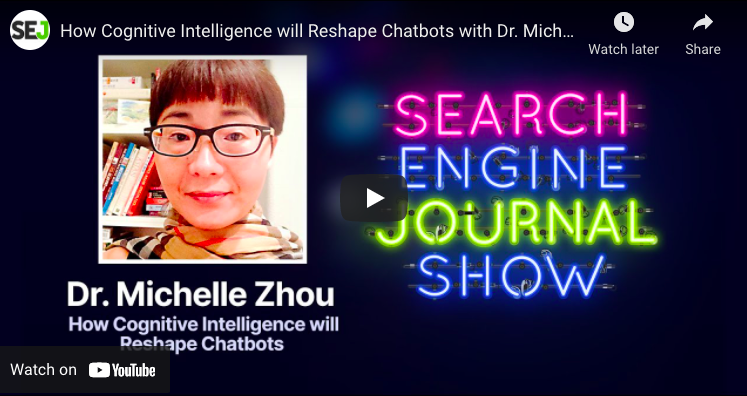 SEJ
How Cognitive Intelligence will Reshape Chatbots with Dr. Mich...
Watch later
Share
SEARCH
ENGINE
JOURNAL
SHOW
Dr. Michelle Zhou
How Cognitive Intelligence will
Reshape Chatbots
Watch on YouTube